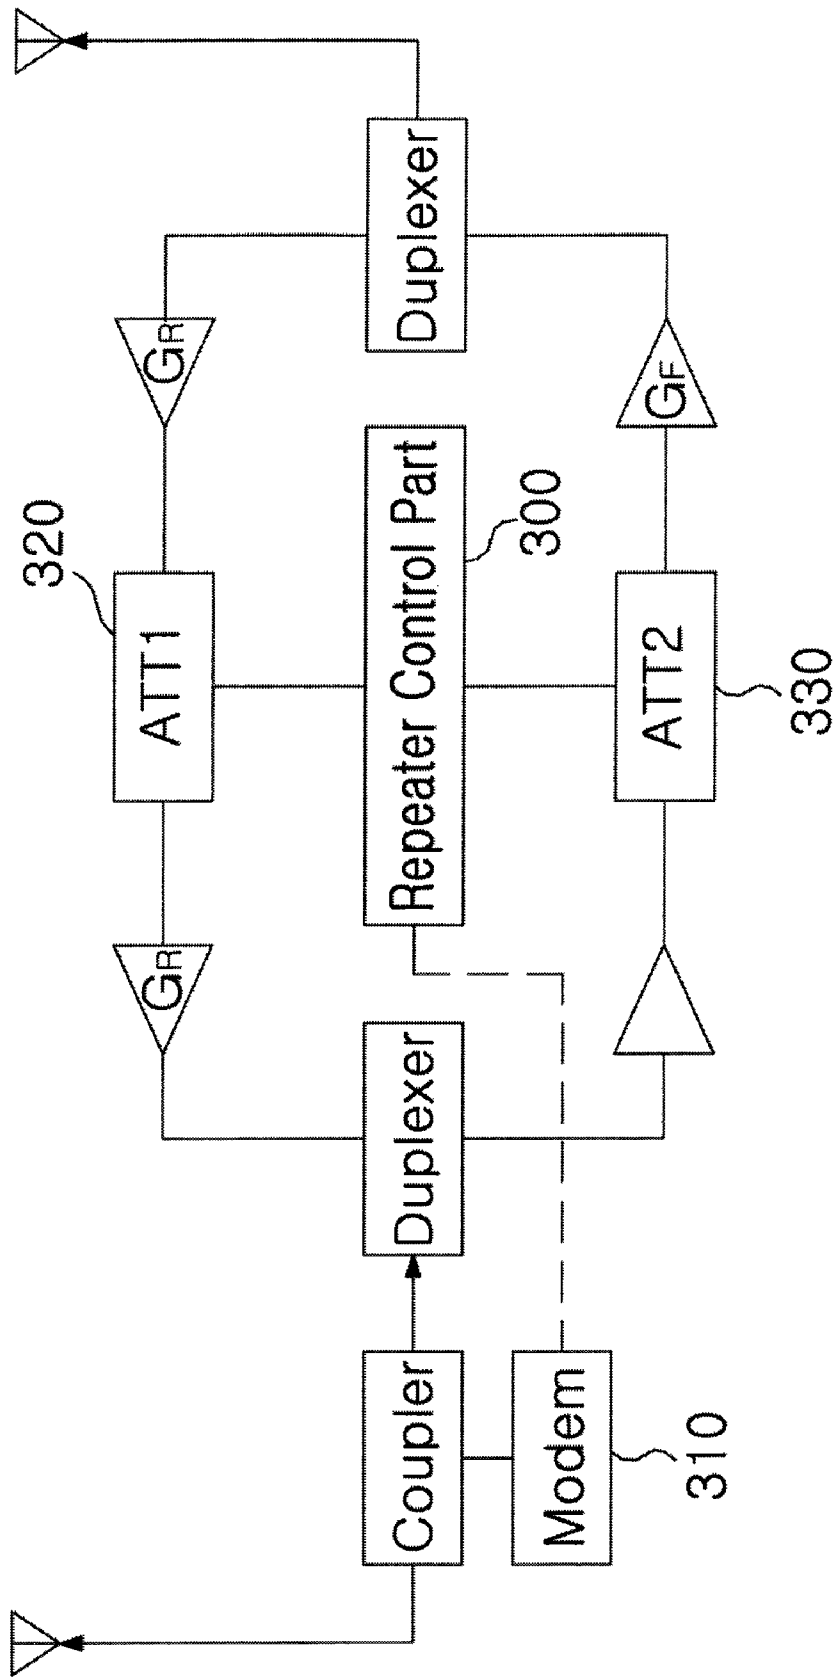 320
GR
ATT1
GR
Coupler
Duplexer
Repeater Control Part
Duplexer
300
Modem
310
ATT2
GF
330